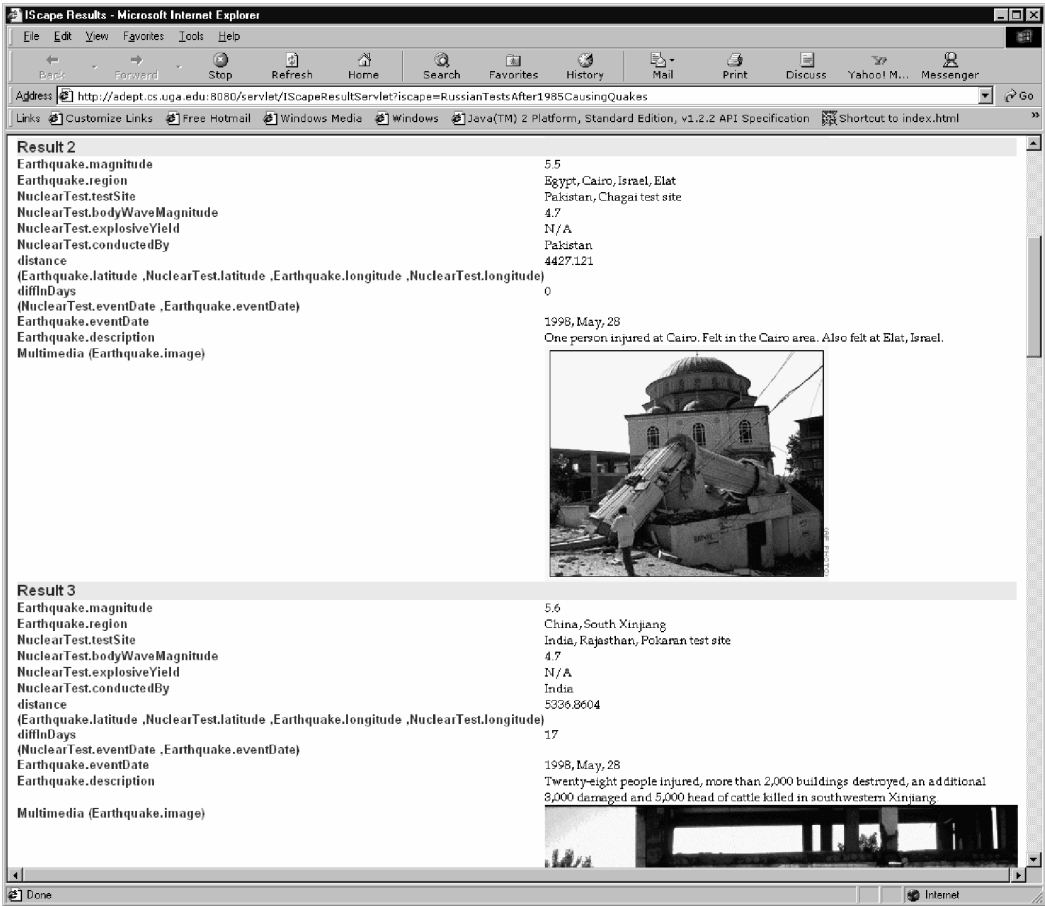 IScape Results - Microsoft Internet Explorer
File Edit View Favorites Tools Help
Back Forward Stop Refresh Home Search Favorites History Mail Print Discuss Yahoo! M... Messenger
Address http://adept.cs.uga.edu:8080/servlet/IScapeResultServlet?iscape=RussianTestsAfter1985CausingQuakes Go
Links Customize Links Free Hotmail Windows Media Windows Java(TM) 2 Platform, Standard Edition, v1.2.2 API Specification Shortcut to index.html »
Result 2
Earthquake.magnitude 5.5
Earthquake.region Egypt, Cairo, Israel, Elat
NuclearTest.testSite Pakistan, Chagai test site
NuclearTest.bodyWaveMagnitude 4.7
NuclearTest.explosiveYield N/A
NuclearTest.conductedBy Pakistan
distance 4427.121
(Earthquake.latitude ,NuclearTest.latitude ,Earthquake.longitude ,NuclearTest.longitude)
diffInDays 0
(NuclearTest.eventDate ,Earthquake.eventDate)
Earthquake.eventDate 1998, May, 28
Earthquake.description One person injured at Cairo. Felt in the Cairo area. Also felt at Elat, Israel.
Multimedia (Earthquake.image)
(AP PHOTO)
Result 3
Earthquake.magnitude 5.6
Earthquake.region China, South Xinjiang
NuclearTest.testSite India, Rajasthan, Pokaran test site
NuclearTest.bodyWaveMagnitude 4.7
NuclearTest.explosiveYield N/A
NuclearTest.conductedBy India
distance 5336.8604
(Earthquake.latitude ,NuclearTest.latitude ,Earthquake.longitude ,NuclearTest.longitude)
diffInDays 17
(NuclearTest.eventDate ,Earthquake.eventDate)
Earthquake.eventDate 1998, May, 28
Earthquake.description Twenty-eight people injured, more than 2,000 buildings destroyed, an additional
3,000 damaged and 5,000 head of cattle killed in southwestern Xinjiang.
Multimedia (Earthquake.image)
Done Internet